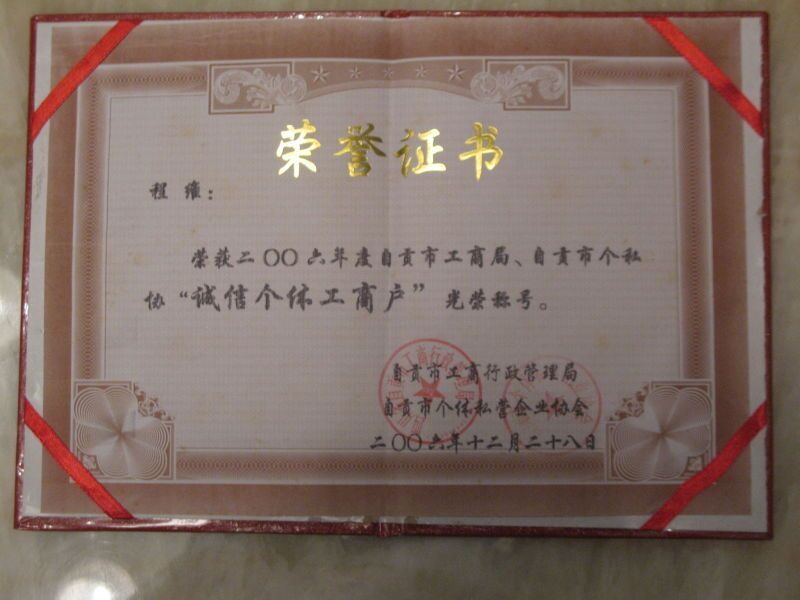 荣誉证书
程维：
荣获二〇〇六年度自贡市工商局、自贡市个私
协“诚信个体工商户”光荣称号。
自贡市工商行政管理局
自贡市个体私营企业协会
二〇〇六年十二月二十八日